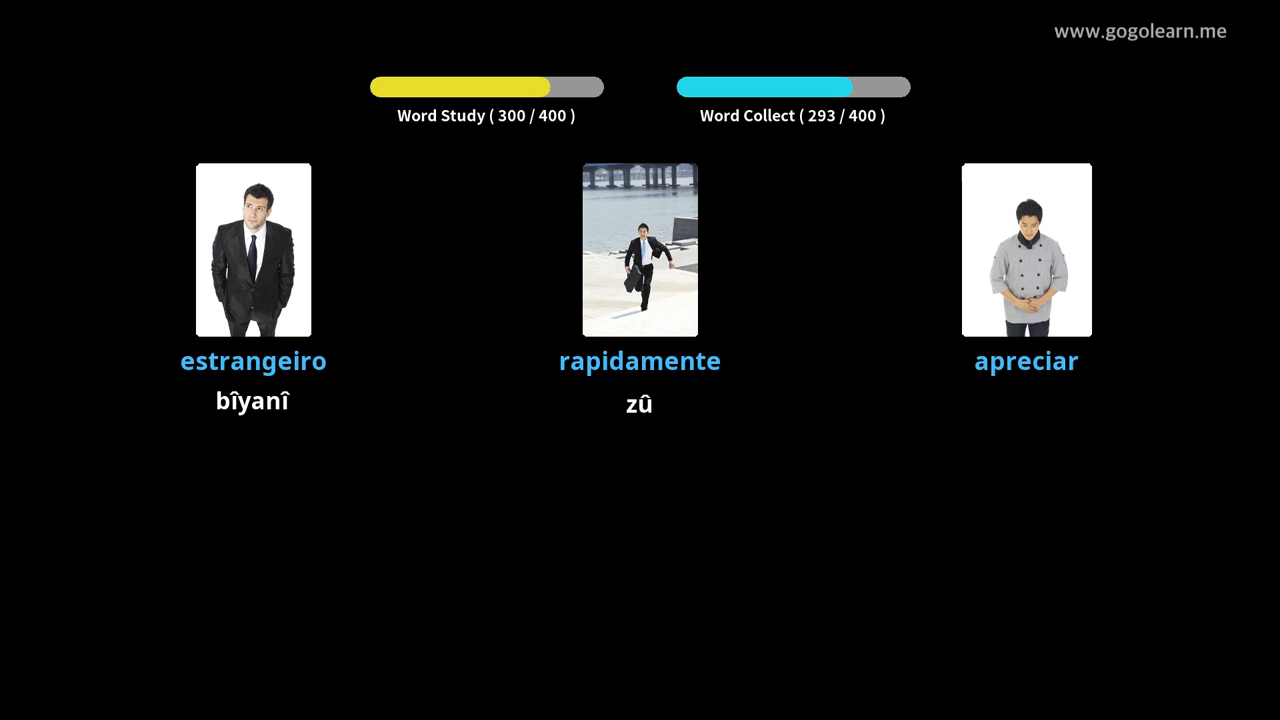 www.gogolearn.me
Word Study ( 300 / 400 )
Word Collect ( 293 / 400 )
estrangeiro
rapidamente
apreciar
bîyanî
zû